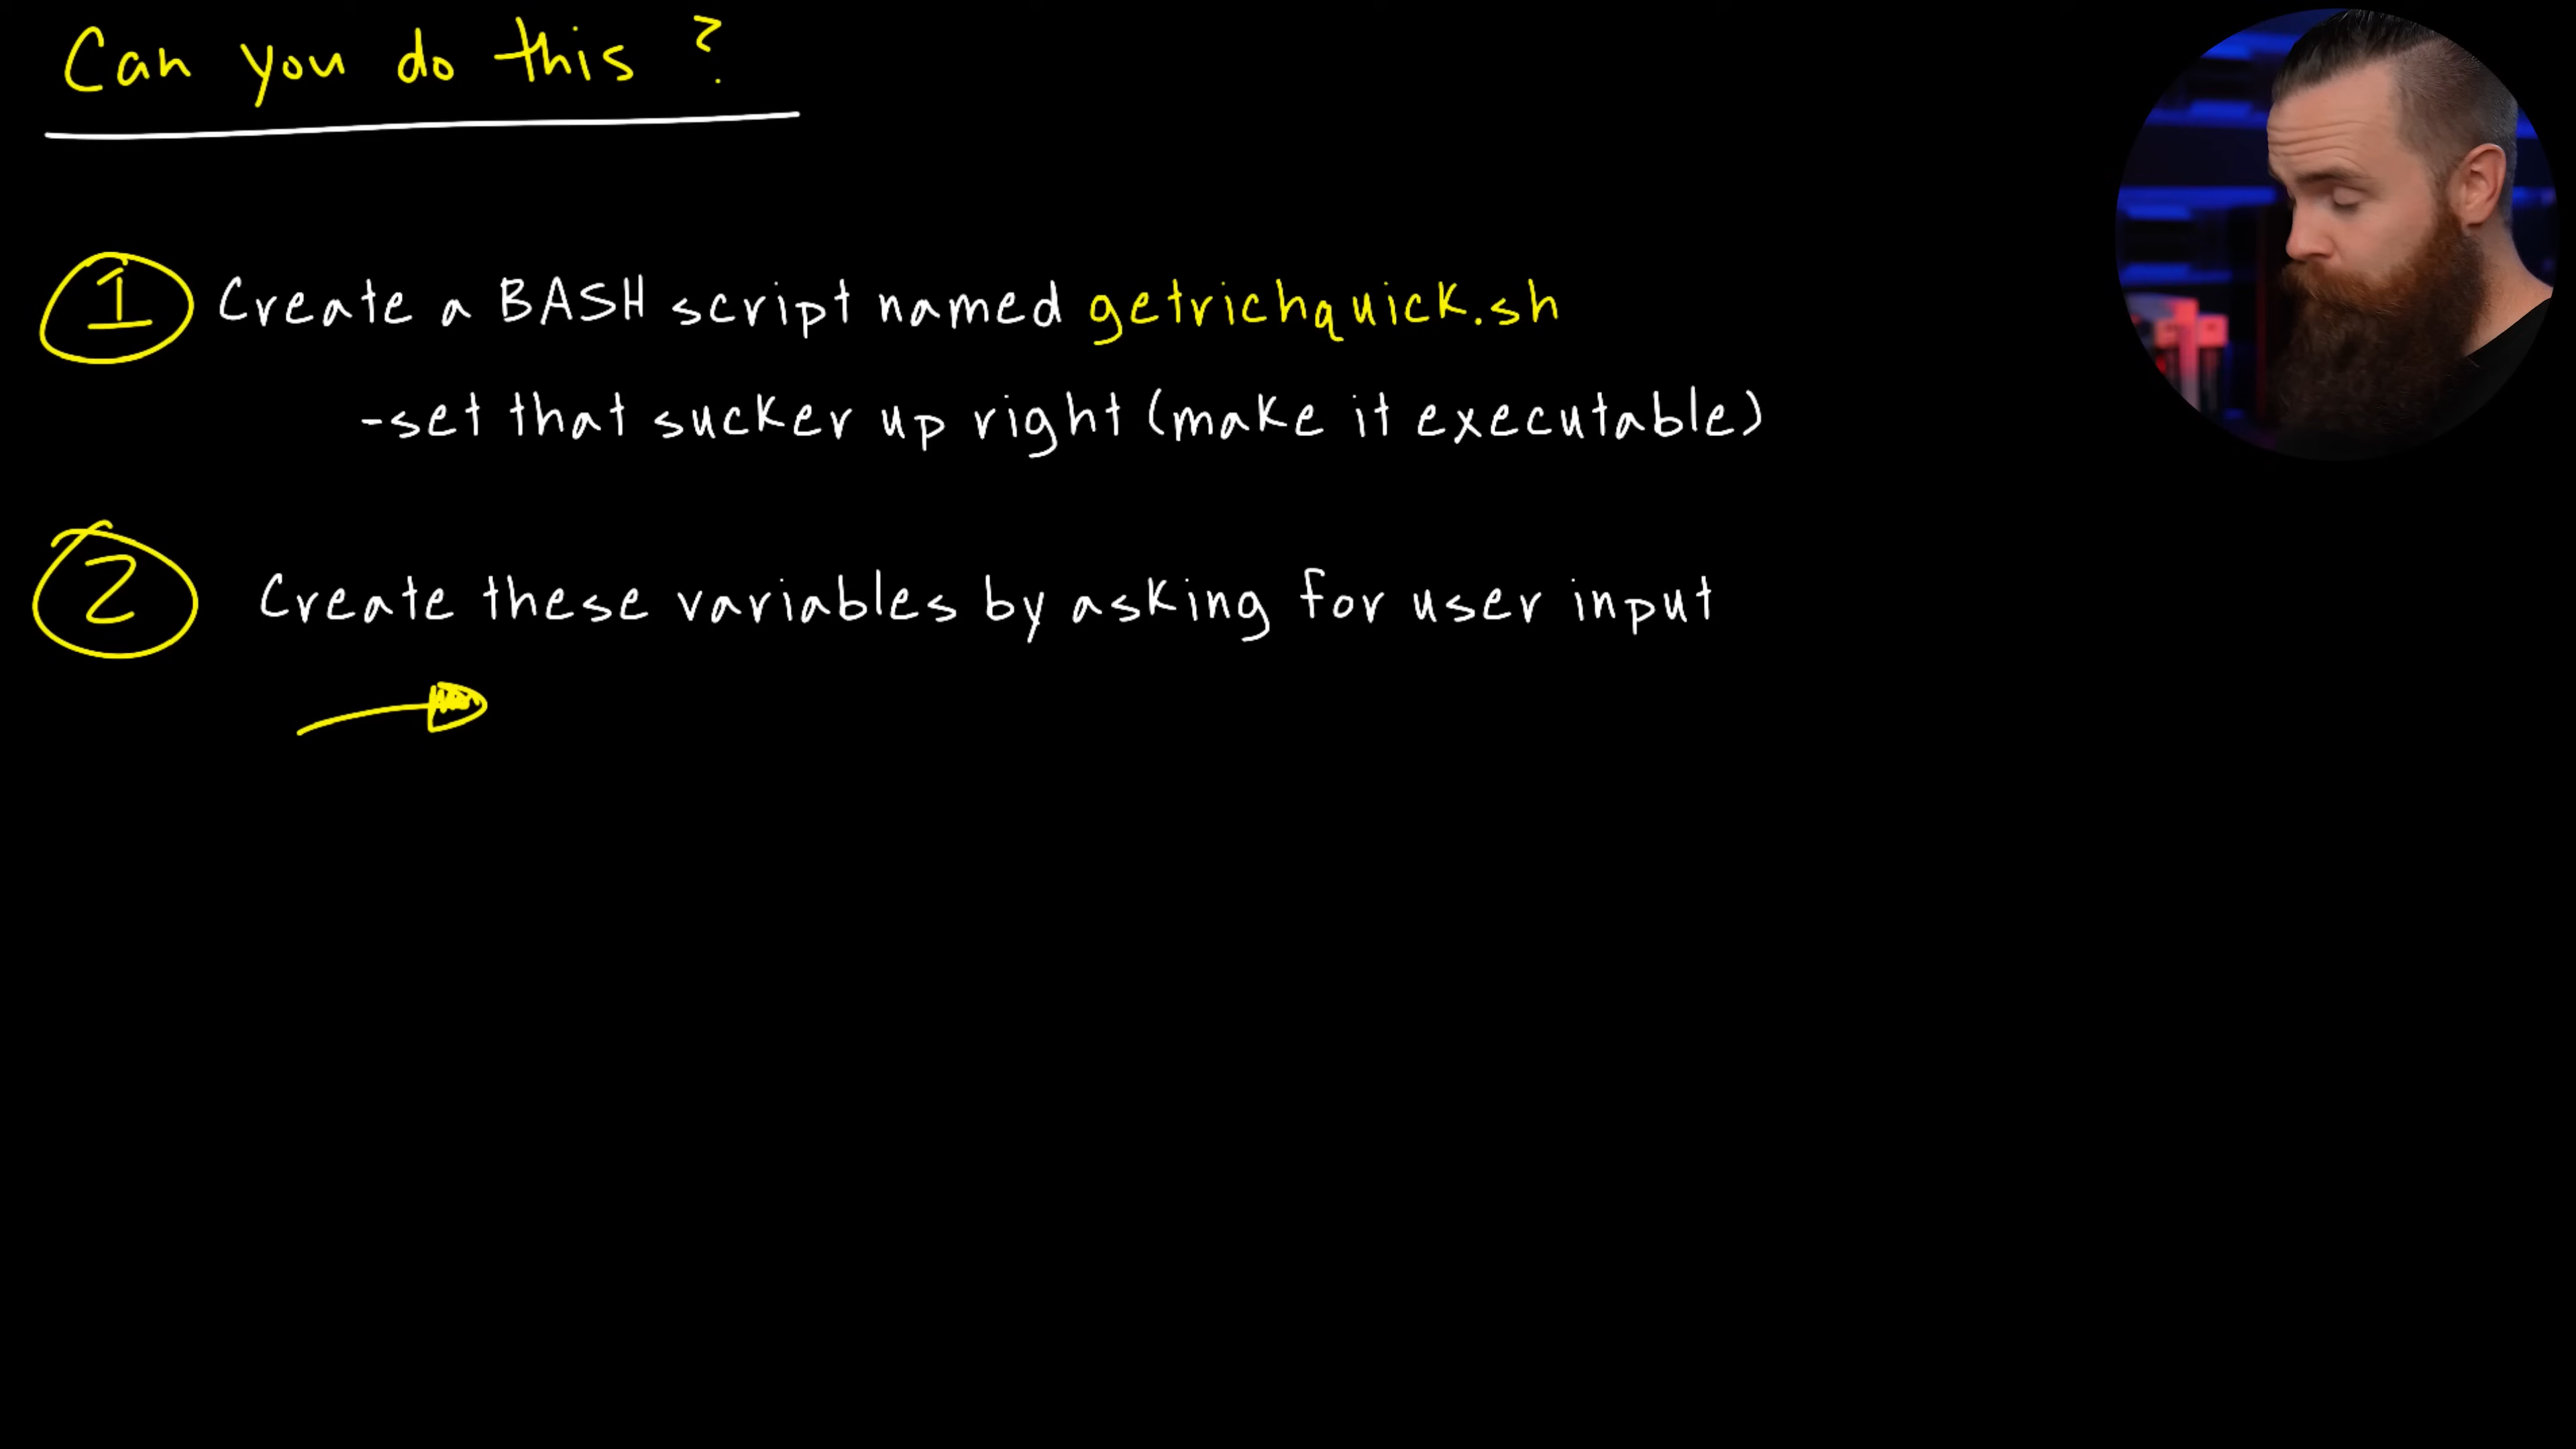 Can you do this?
1 Create a BASH script named getrichquick.sh
-set that sucker up right (make it executable)
2 Create these variables by asking for user input